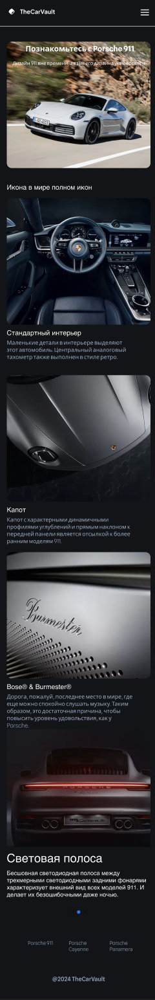 TheCarVault
Познакомьтесь с Porsche 911
Дизайн 911 вне времени, а язык его дизайна универсален.
Икона в мире полном икон
Стандартный интерьер
Маленькие детали в интерьере выделяют
этот автомобиль. Центральный аналоговый
тахометр также выполнен в стиле ретро.
Капот
Капот с характерными динамичными
профилями углублений и прямым наклоном к
передней панели является отсылкой к более
ранним моделям 911.
Burmester
Bose® & Burmester®
Дорога, пожалуй, последнее место в мире, где
еще можно спокойно слушать музыку. Таким
образом, это достаточная причина, чтобы
повысить уровень удовольствия, как у
Porsche.
PORSCHE
Световая полоса
Бесшовная светодиодная полоса между
трехмерными светодиодными задними фонарями
характеризует внешний вид всех моделей 911. И
делает их безошибочными даже ночью.
Porsche 911
Porsche
Cayenne
Porsche
Panamera
@2024 TheCarVault